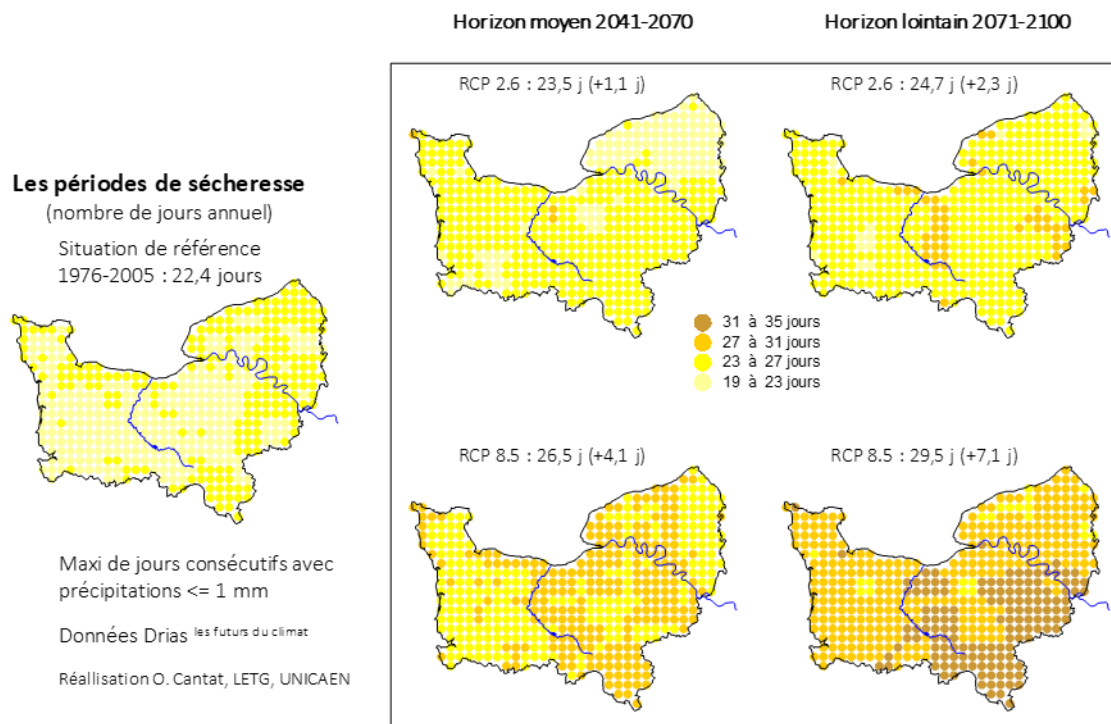 Horizon moyen 2041-2070
Horizon lointain 2071-2100
RCP 2.6 : 23,5 j (+1,1 j)
RCP 2.6 : 24,7 j (+2,3 j)
Les périodes de sécheresse
(nombre de jours annuel)
Situation de référence
1976-2005 : 22,4 jours
31 à 35 jours
27 à 31 jours
23 à 27 jours
19 à 23 jours
RCP 8.5 : 26,5 j (+4,1 j)
RCP 8.5 : 29,5 j (+7,1 j)
Maxi de jours consécutifs avec
précipitations <= 1 mm
Données Drias les futurs du climat
Réallisation O. Cantat, LETG, UNICAEN